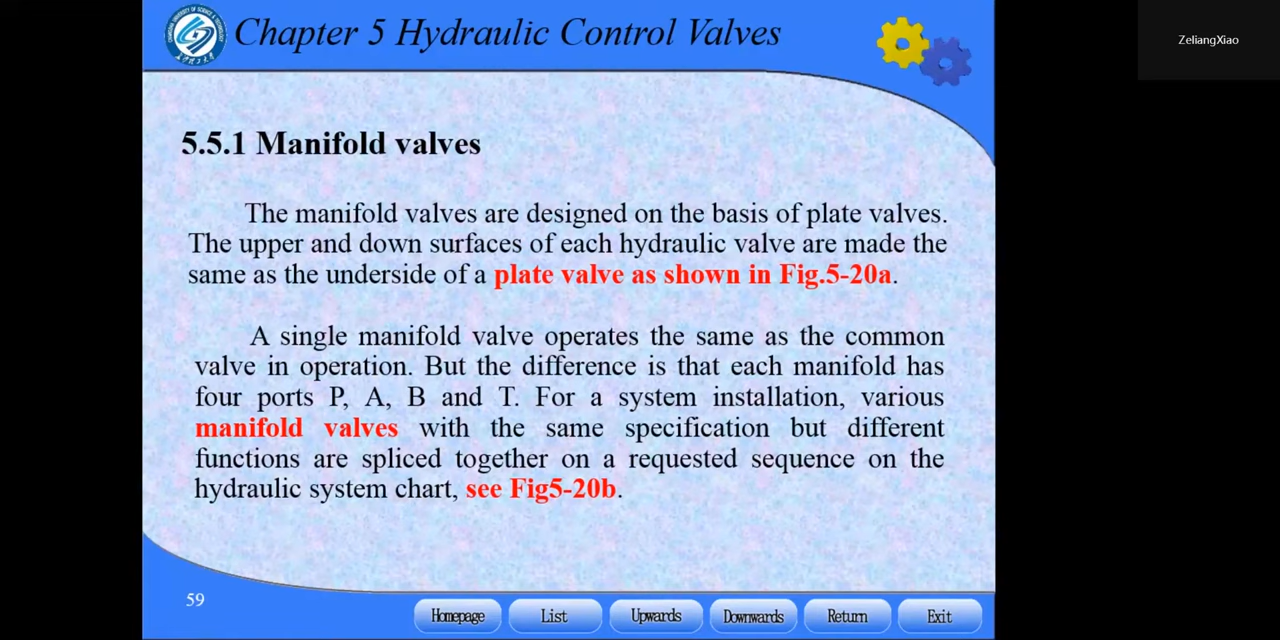 Chapter 5 Hydraulic Control Valves
ZeliangXiao
5.5.1 Manifold valves
The manifold valves are designed on the basis of plate valves.
The upper and down surfaces of each hydraulic valve are made the
same as the underside of a plate valve as shown in Fig.5-20a.
A single manifold valve operates the same as the common
valve in operation. But the difference is that each manifold has
four ports P, A, B and T. For a system installation, various
manifold valves with the same specification but different
functions are spliced together on a requested sequence on the
hydraulic system chart, see Fig5-20b.
59
Homepage
List
Upwards
Downwards
Return
Exit